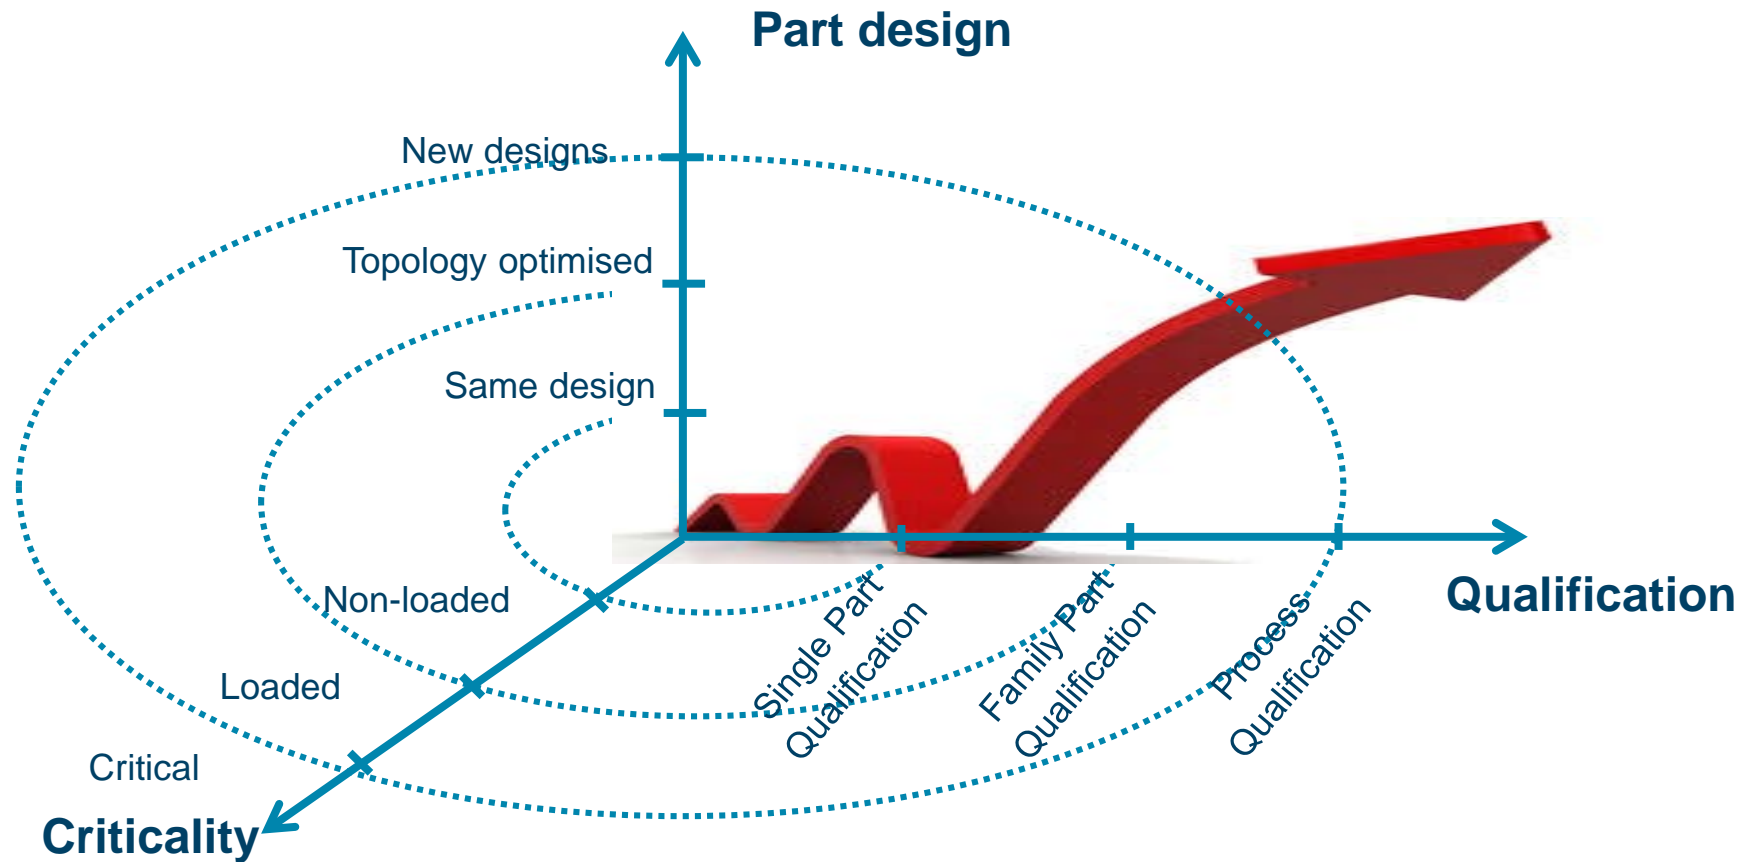 Part design
New designs
Topology optimised
Same design
Non-loaded
Loaded
Critical
Criticality
Single Part
Qualification
Family Part
Qualification
Process
Qualification
Qualification